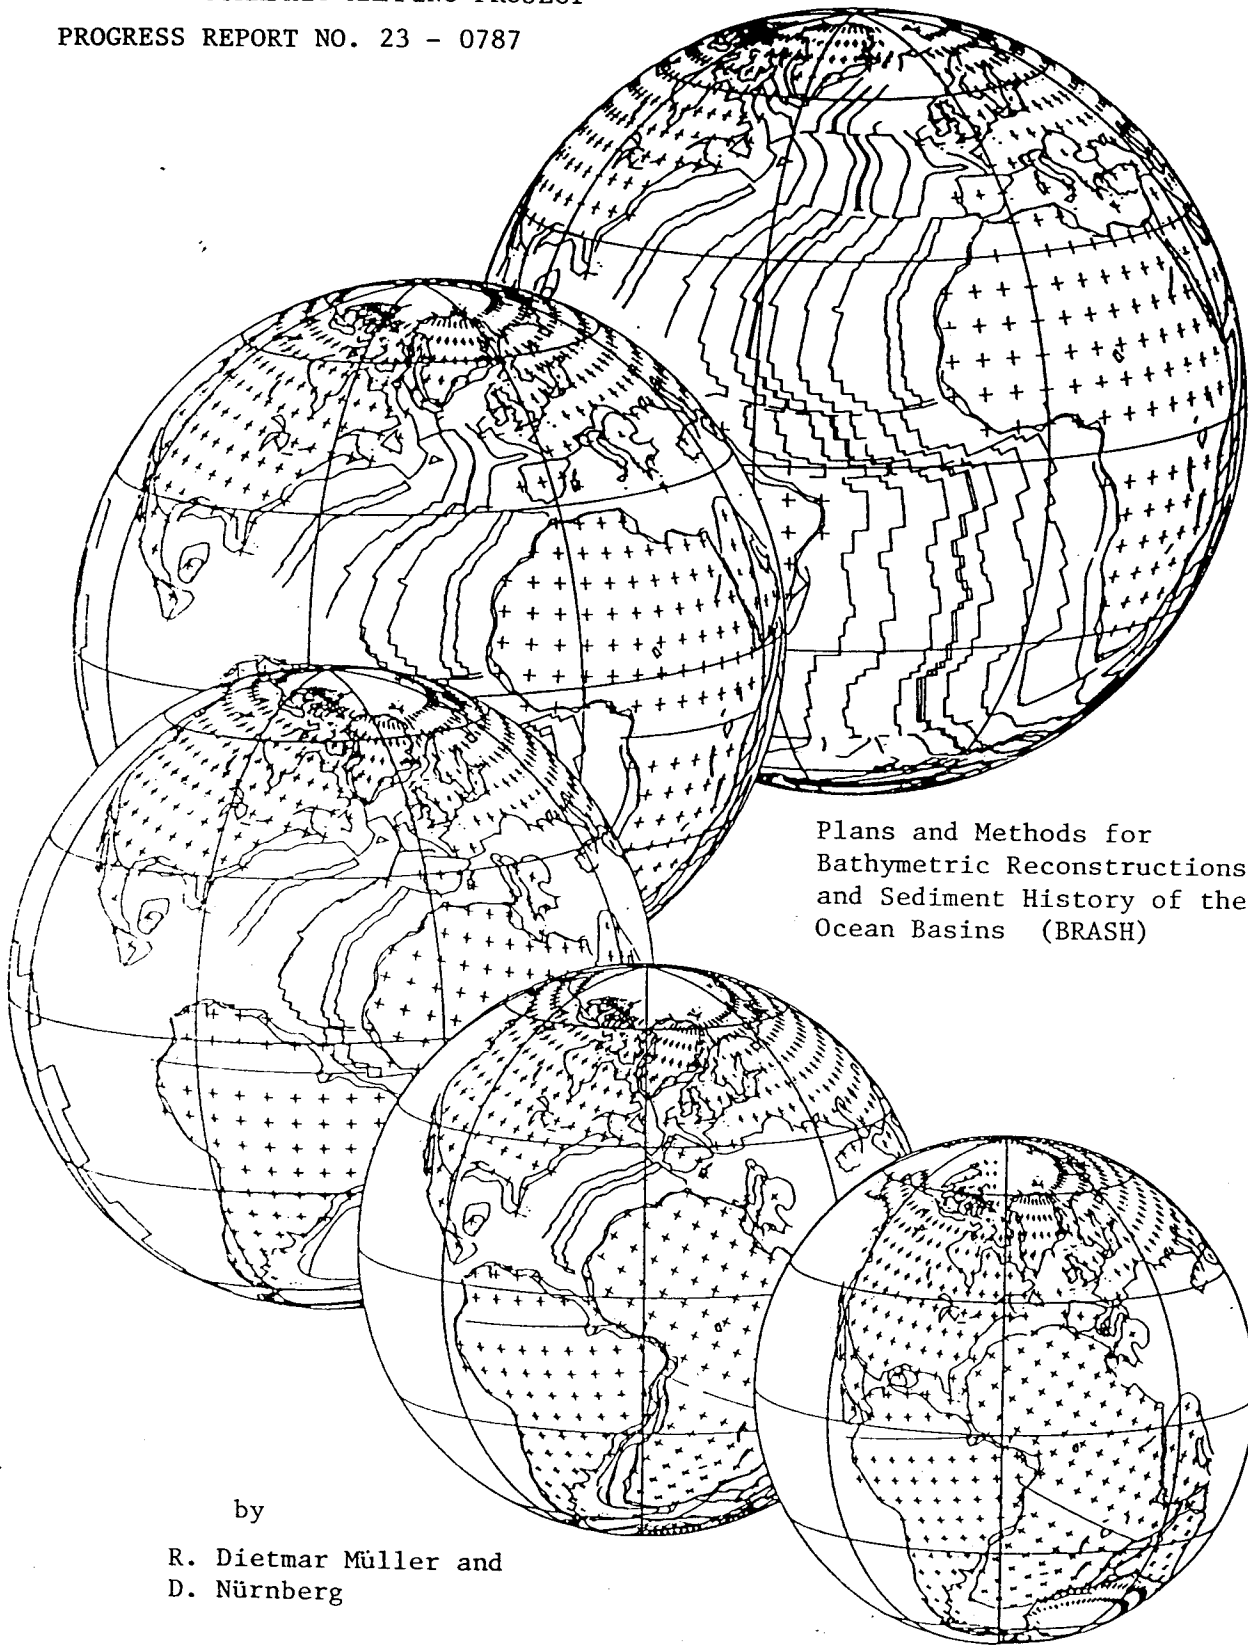 PROJECT
PROGRESS REPORT NO. 23 - 0787
Plans and Methods for
Bathymetric Reconstructions
and Sediment History of the
Ocean Basins (BRASH)
by
R. Dietmar Müller and
D. Nürnberg